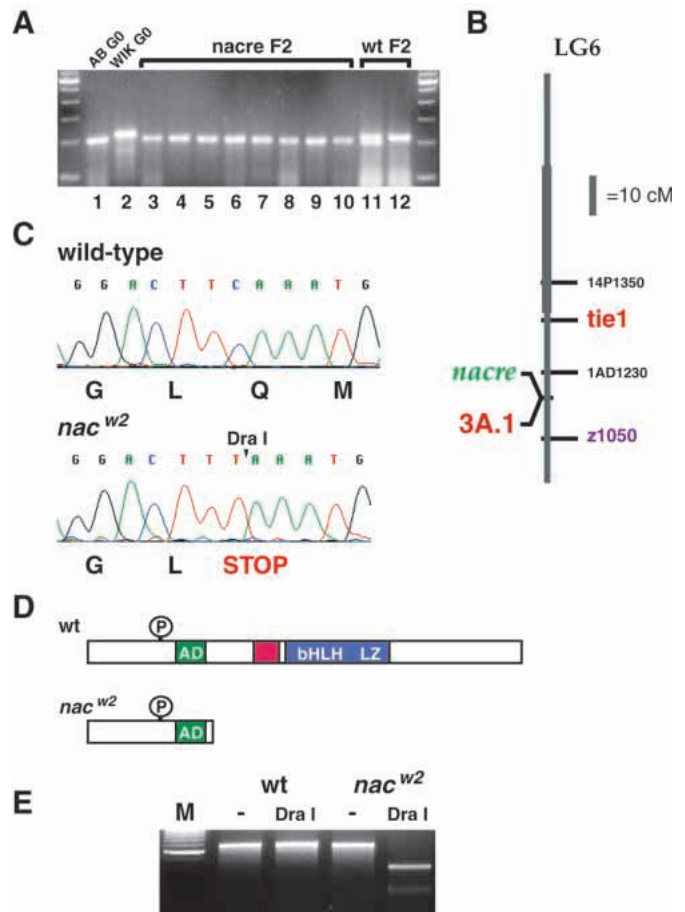 A
AB G0
WIK G0
nacre F2
wt F2
1 2 3 4 5 6 7 8 9 10 11 12
B
LG6
=10 cM
14P1350
tie1
nacre
1AD1230
3A.1
z1050
C
wild-type
G G A C T T C A A A T G
G L Q M
nac w2
Dra I
G G A C T T T A A A T G
G L STOP
D
wt
P
AD
bHLH LZ
nac w2
P
AD
E
wt nac w2
M - Dra I - Dra I